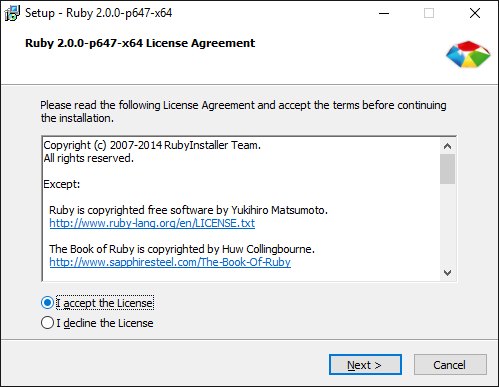 Setup - Ruby 2.0.0-p647-x64
Ruby 2.0.0-p647-x64 License Agreement
Please read the following License Agreement and accept the terms before continuing
the installation.
Copyright (c) 2007-2014 RubyInstaller Team.
All rights reserved.
Except:
Ruby is copyrighted free software by Yukihiro Matsumoto.
http://www.ruby-lang.org/en/LICENSE.txt
The Book of Ruby is copyrighted by Huw Collingbourne.
http://www.sapphiresteel.com/The-Book-Of-Ruby
I accept the License
I decline the License
Next >
Cancel